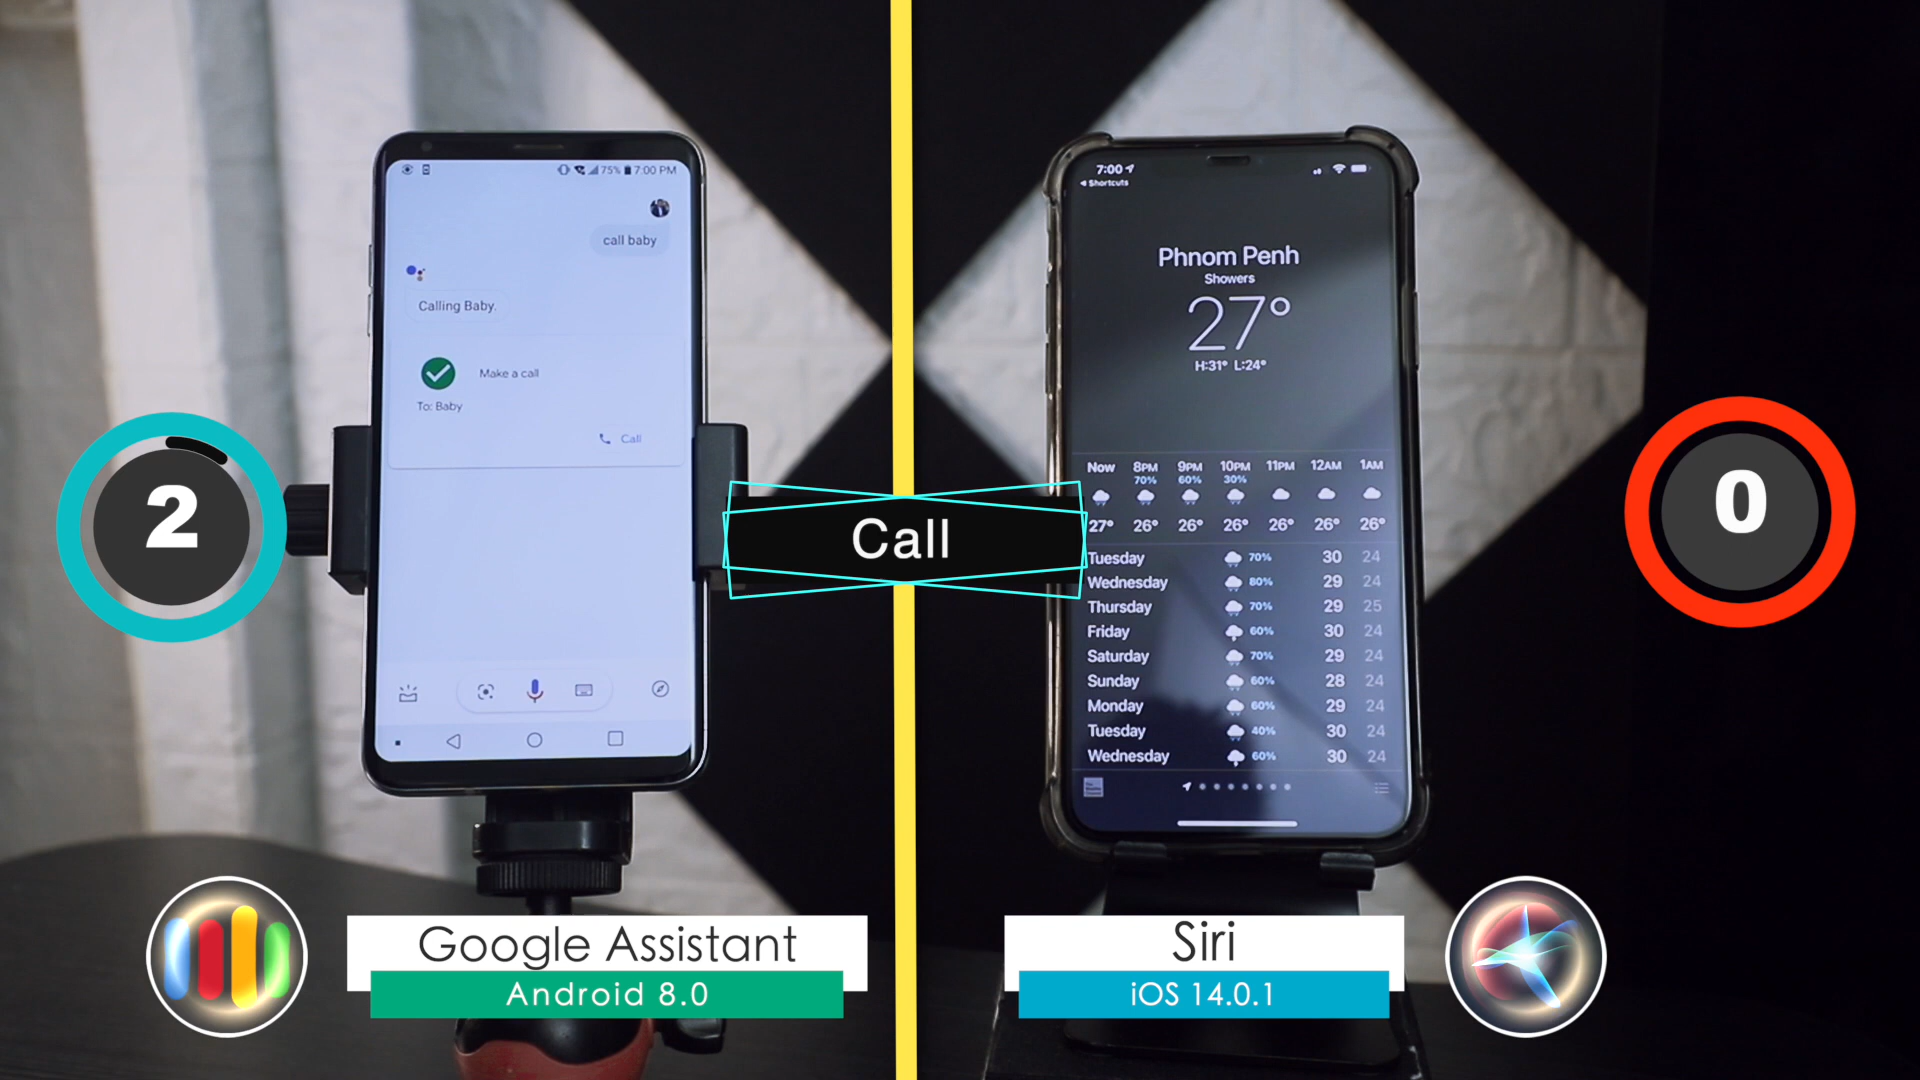 75% 7:00 PM
call baby
Calling Baby.
Make a call
To: Baby
Call
2
Call
7:00
Shortcuts
Phnom Penh
Showers
27°
H:31° L:24°
Now 8PM 9PM 10PM 11PM 12AM 1AM
70% 60% 30%
27° 26° 26° 26° 26° 26° 26°
Tuesday 70% 30 24
Wednesday 80% 29 24
Thursday 70% 29 25
Friday 60% 30 24
Saturday 70% 29 24
Sunday 60% 28 24
Monday 60% 29 24
Tuesday 40% 30 24
Wednesday 60% 30 24
0
Google Assistant
Android 8.0
Siri
iOS 14.0.1